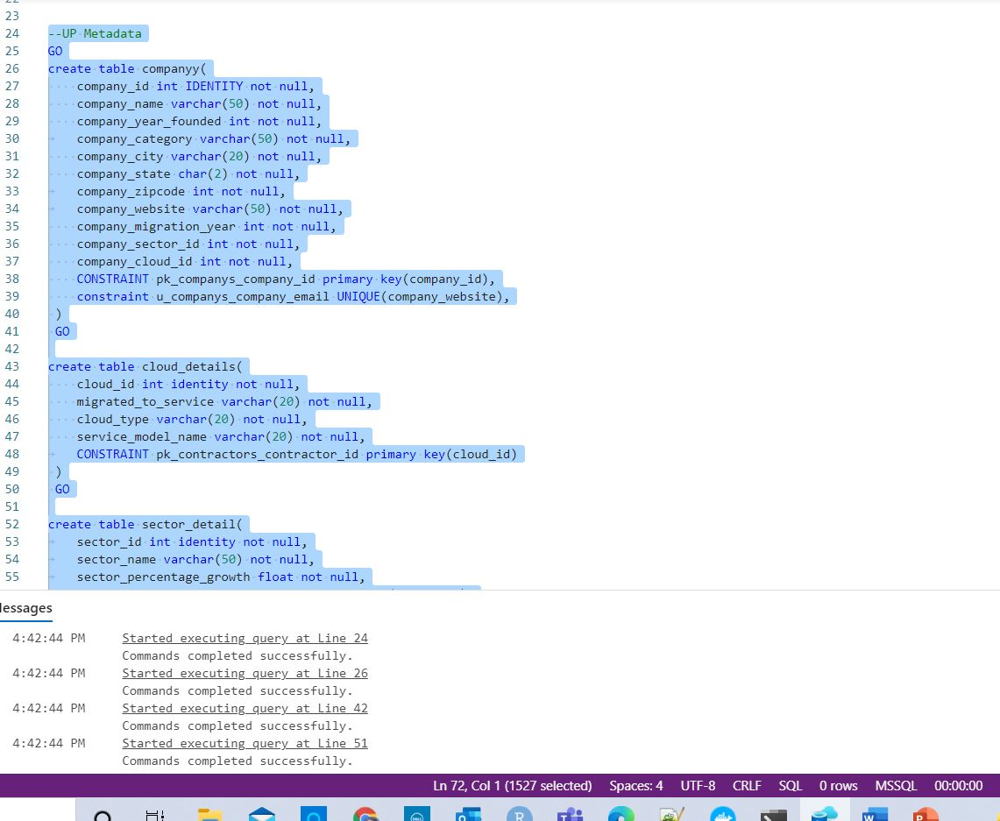 23
24 --UP Metadata
25 GO
26 create table companyy(
27 company_id int IDENTITY not null,
28 company_name varchar(50) not null,
29 company_year_founded int not null,
30 company_category varchar(50) not null,
31 company_city varchar(20) not null,
32 company_state char(2) not null,
33 company_zipcode int not null,
34 company_website varchar(50) not null,
35 company_migration_year int not null,
36 company_sector_id int not null,
37 company_cloud_id int not null,
38 CONSTRAINT pk_companys_company_id primary key(company_id),
39 constraint u_companys_company_email UNIQUE(company_website),
40 )
41 GO
42
43 create table cloud_details(
44 cloud_id int identity not null,
45 migrated_to_service varchar(20) not null,
46 cloud_type varchar(20) not null,
47 service_model_name varchar(20) not null,
48 CONSTRAINT pk_contractors_contractor_id primary key(cloud_id)
49 )
50 GO
51
52 create table sector_detail(
53 sector_id int identity not null,
54 sector_name varchar(50) not null,
55 sector_percentage_growth float not null,
lessages
4:42:44 PM Started executing query at Line 24
Commands completed successfully.
4:42:44 PM Started executing query at Line 26
Commands completed successfully.
4:42:44 PM Started executing query at Line 42
Commands completed successfully.
4:42:44 PM Started executing query at Line 51
Commands completed successfully.
Ln 72, Col 1 (1527 selected) Spaces: 4 UTF-8 CRLF SQL 0 rows MSSQL 00:00:00